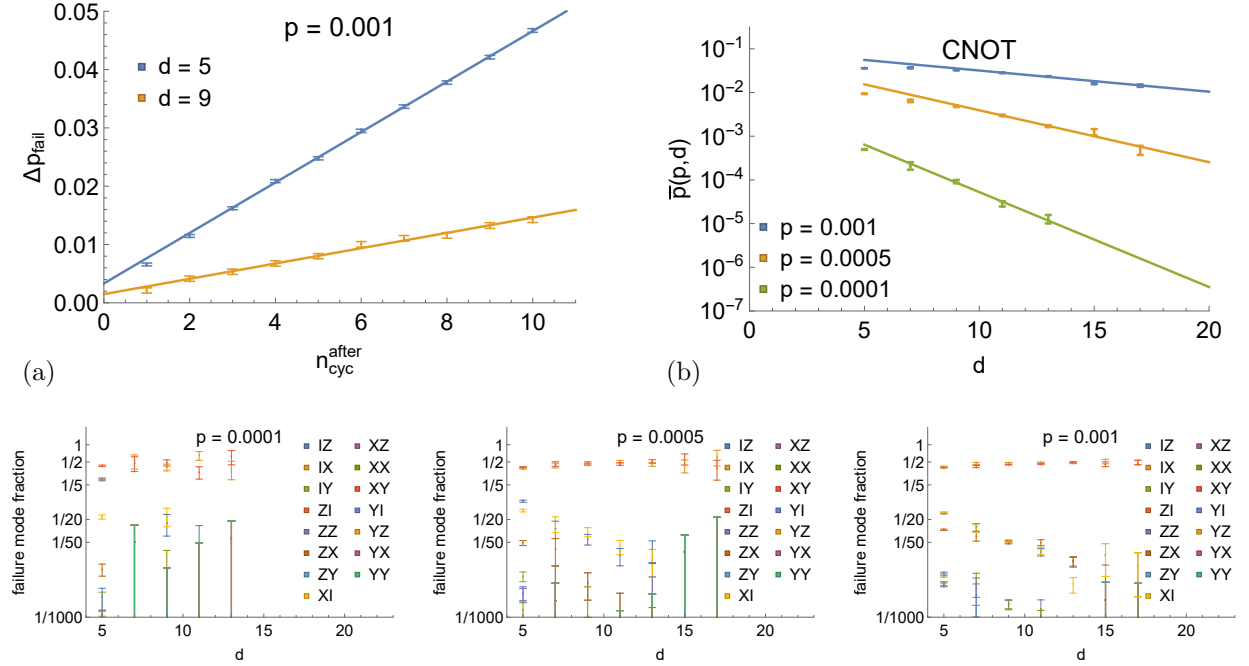 p = 0.001
d = 5
d = 9
0.05
0.04
0.03
0.02
0.01
0.00
Δp_fail
0 2 4 6 8 10
n_cyc^after
(a)
CNOT
10⁻¹
10⁻²
10⁻³
10⁻⁴
10⁻⁵
10⁻⁶
10⁻⁷
p̅(p,d)
p = 0.001
p = 0.0005
p = 0.0001
0 5 10 15 20
d
(b)
p = 0.0001
1
1/2
1/5
1/20
1/50
1/1000
failure mode fraction
IZ XZ
IX XX
IY XY
ZI YI
ZZ YZ
ZX YX
ZY YY
XI
5 10 15 20
d
p = 0.0005
1
1/2
1/5
1/20
1/50
1/1000
failure mode fraction
IZ XZ
IX XX
IY XY
ZI YI
ZZ YZ
ZX YX
ZY YY
XI
5 10 15 20
d
p = 0.001
1
1/2
1/5
1/20
1/50
1/1000
failure mode fraction
IZ XZ
IX XX
IY XY
ZI YI
ZZ YZ
ZX YX
ZY YY
XI
5 10 15 20
d